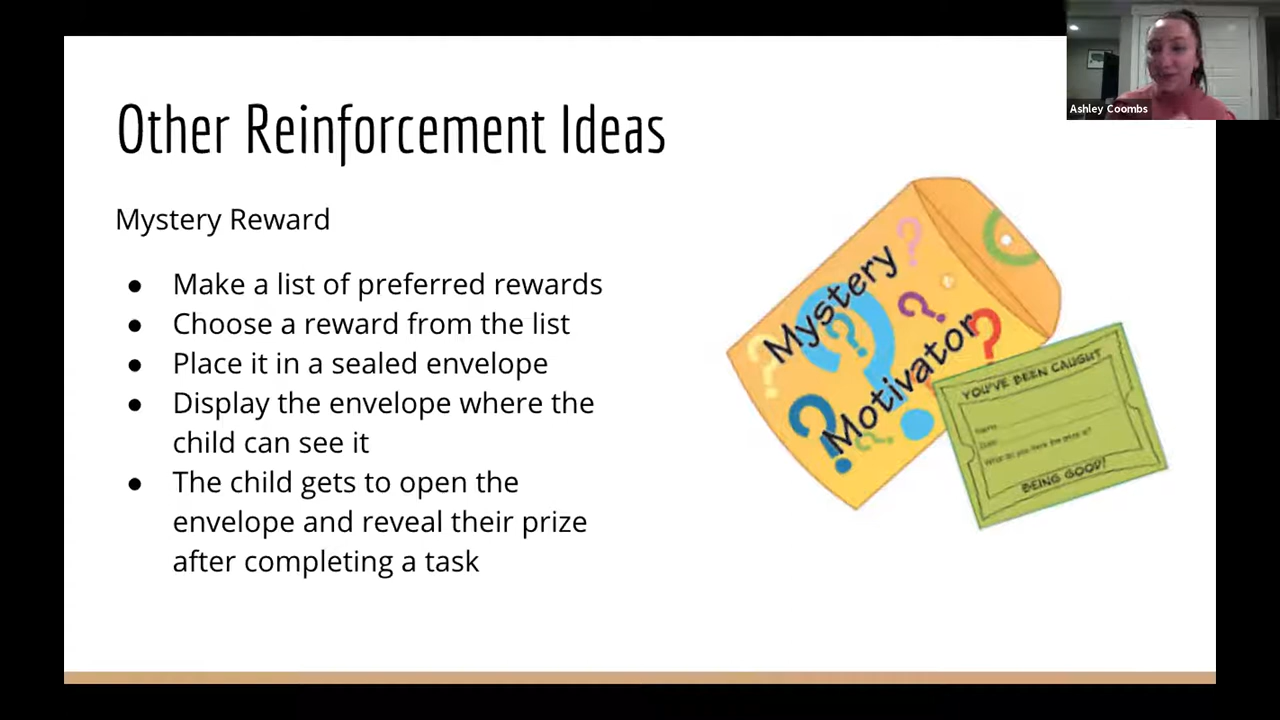 Ashley Coombs
Other Reinforcement Ideas
Mystery Reward
● Make a list of preferred rewards
● Choose a reward from the list
● Place it in a sealed envelope
● Display the envelope where the
child can see it
● The child gets to open the
envelope and reveal their prize
after completing a task
Mystery
Motivator
YOU'VE BEEN CAUGHT
Name
Date
BEING GOOD!